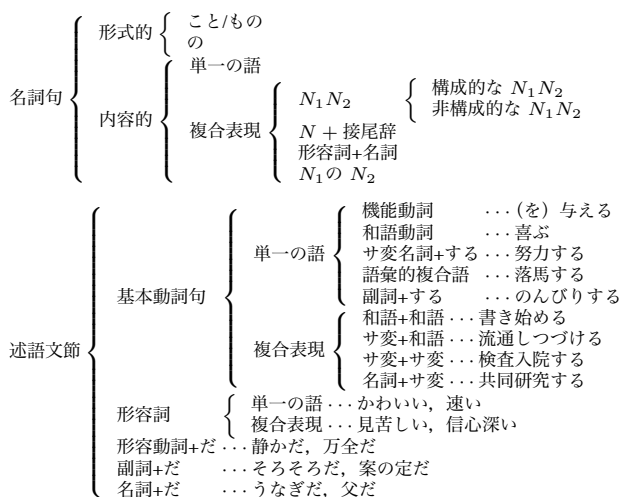 名詞句
形式的
こと/もの
の
内容的
単一の語
複合表現
N1N2
構成的な N1N2
非構成的な N1N2
N + 接尾辞
形容詞+名詞
N1の N2
述語文節
基本動詞句
単一の語
機能動詞 ···(を) 与える
和語動詞 ···喜ぶ
サ変名詞+する ···努力する
語彙的複合語 ···落馬する
副詞+する ···のんびりする
複合表現
和語+和語 ···書き始める
サ変+和語 ···流通しつづける
サ変+サ変 ···検査入院する
名詞+サ変 ···共同研究する
形容詞
単一の語 ···かわいい, 速い
複合表現 ···見苦しい, 信心深い
形容動詞+だ ···静かだ, 万全だ
副詞+だ ···そろそろだ, 案の定だ
名詞+だ ···うなぎだ, 父だ